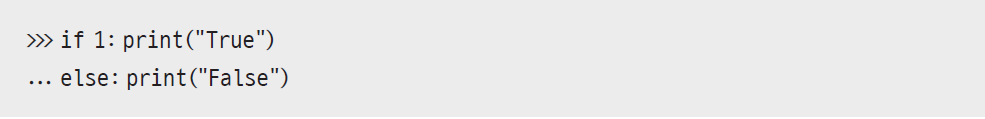 >>> if 1: print("True")
... else: print("False")